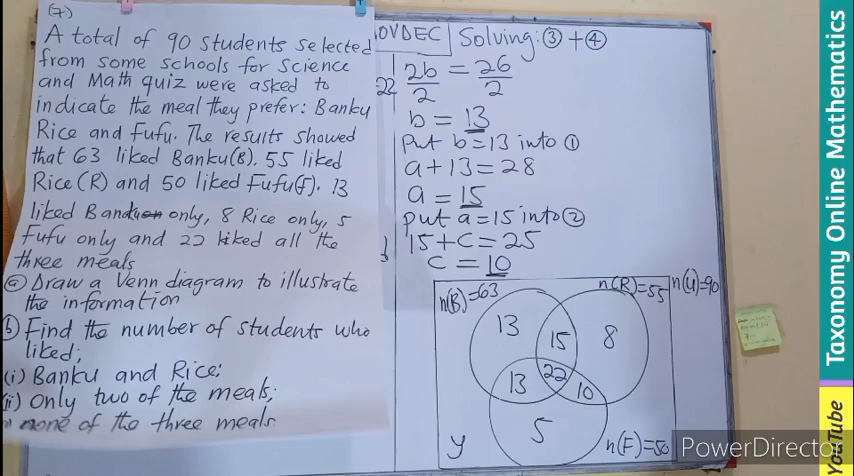 (7)
A total of 90 students selected
from some schools for Science
and Math quiz were asked to
indicate the meal they prefer: Banku
Rice and Fufu. The results showed
that 63 liked Banku(B). 55 liked
Rice (R) and 50 liked Fufu(f). 13
liked Banku only, 8 Rice only, 5
Fufu only and 22 liked all the
three meals
(a) Draw a Venn diagram to illustrate
the information
(b) Find the number of students who
liked;
(i) Banku and Rice;
(ii) Only two of the meals;
none of the three meals
OVDEC
Solving: ③ + ④
22
2b/2 = 26/2
b = 13
Put b=13 into ①
a+13 = 28
a = 15
put a=15 into ②
15+c = 25
c = 10
n(B)=63
n(R)=55
n(U)=90
13
15
8
22
13
10
5
y
n(F)=50
PowerDirector
Taxonomy Online Mathematics
YouTube